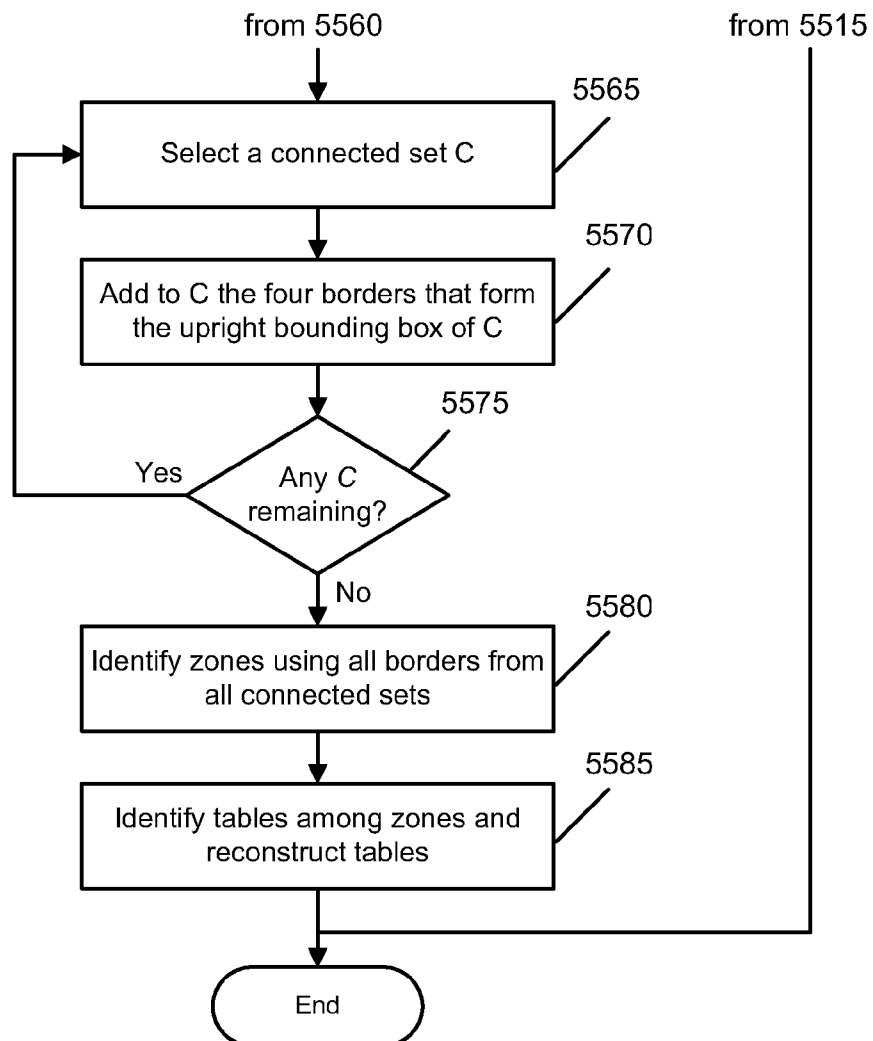 from 5560
from 5515
5565
Select a connected set C
5570
Add to C the four borders that form
the upright bounding box of C
5575
Yes
Any C
remaining?
No
5580
Identify zones using all borders from
all connected sets
5585
Identify tables among zones and
reconstruct tables
End